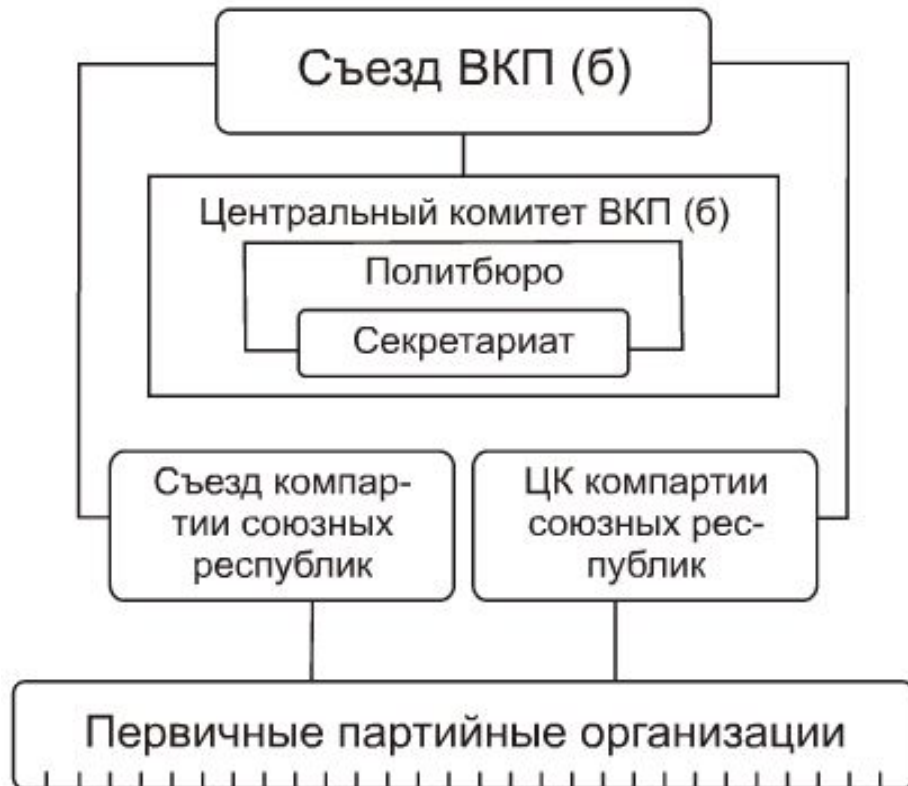 Съезд ВКП (б)
Центральный комитет ВКП (б)
Политбюро
Секретариат
Съезд компар-
тии союзных
республик
ЦК компартии
союзных рес-
публик
Первичные партийные организации